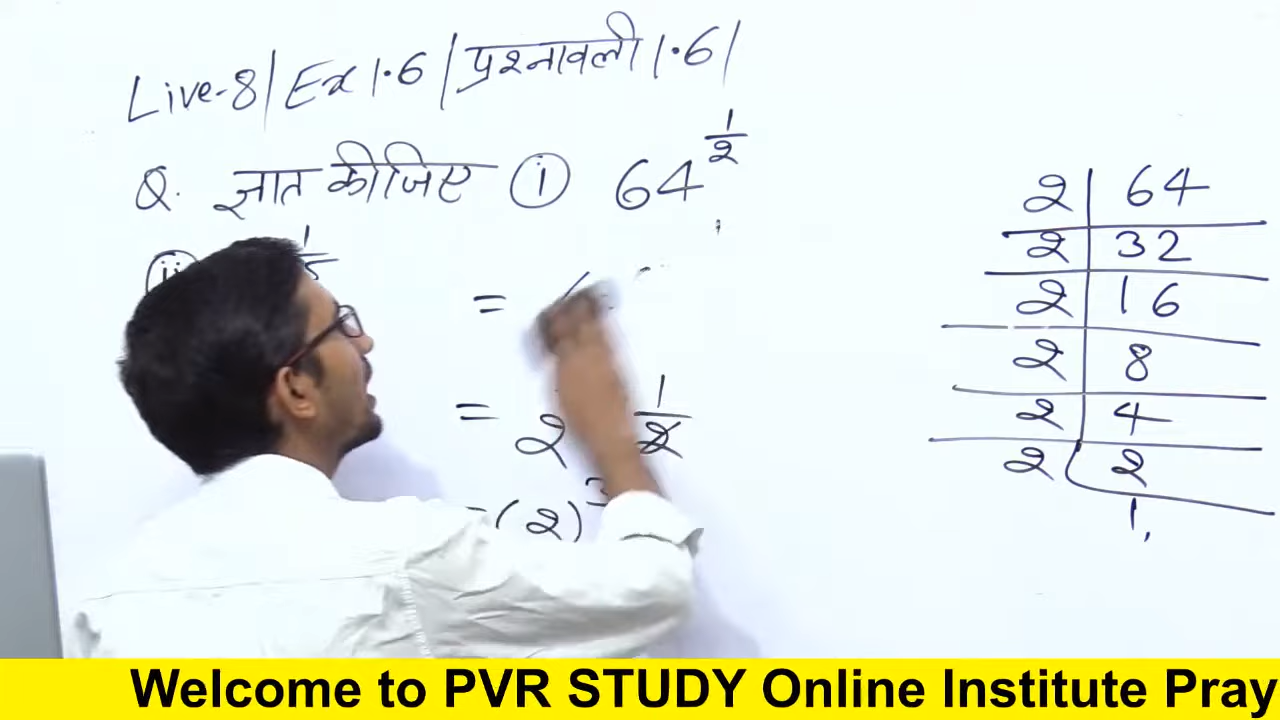 Live-8| Ex 1.6 | प्रश्नावली 1.6 |
Q. ज्ञात कीजिए (i) 64^(1/2)
(ii)
=
= 2 1/2
= (2)^3
2 | 64
2 | 32
2 | 16
2 | 8
2 | 4
2 | 2
1
Welcome to PVR STUDY Online Institute Pray